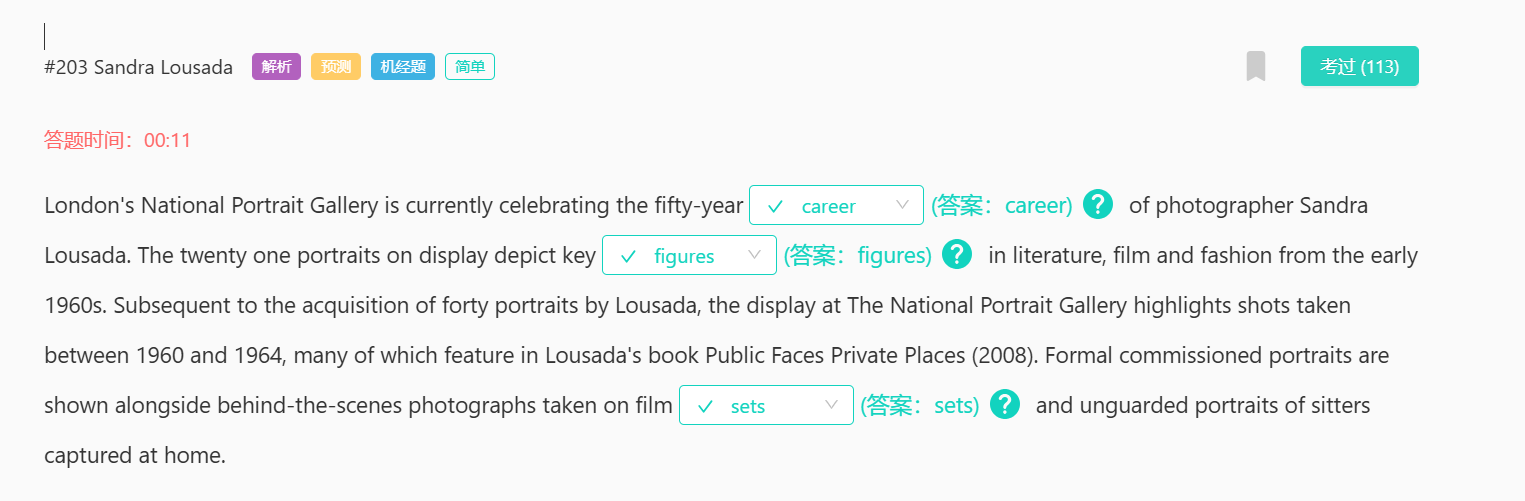 #203 Sandra Lousada 解析 预测 机经题 简单 考过 (113)
答题时间：00:11
London's National Portrait Gallery is currently celebrating the fifty-year career (答案：career) ? of photographer Sandra
Lousada. The twenty one portraits on display depict key figures (答案：figures) ? in literature, film and fashion from the early
1960s. Subsequent to the acquisition of forty portraits by Lousada, the display at The National Portrait Gallery highlights shots taken
between 1960 and 1964, many of which feature in Lousada's book Public Faces Private Places (2008). Formal commissioned portraits are
shown alongside behind-the-scenes photographs taken on film sets (答案：sets) ? and unguarded portraits of sitters
captured at home.